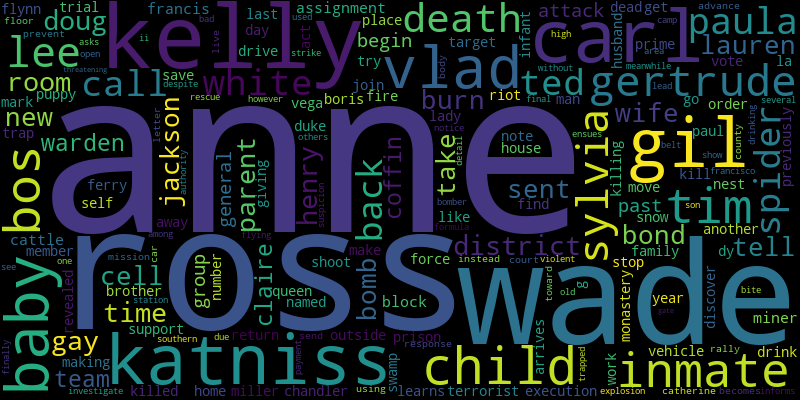 flynn trial francis assignment place attack dead get husband prime camp advance
floor bad used kelly last carl infant paula
prevent asks open ii day act death target high la
threatening doug live drive strike begin vlad lauren vote
lee call white save try join ted gertrude
room despite body without area meanwhile lead
mark puppy rescue however vega boris fire burn riot man final go order several
new trap letter duke lady wife paul
warden jackson authority anne others note notice house detail spider previously
bos parent henry coffin back take gil county drinking
general giving suspicion sent find bomber ensues killing kill belt show francisco
ferry self away like sylvia move nest
cattle among flying formula past tim son
member mission ross district snow bond another tell
see one cell car group make force instead court violent wade family dy
baby brother station number claire shoot bomb block toward old g stop discover year bite
time queen named monastery miner
revealed support return outside prison arrives vehicle gate
gay southern due send payment response work rally drink
making katniss swamp child trapped inmate
team killed home miller chandler using learns terrorist execution catherine becomes informs
finally investigate explosion